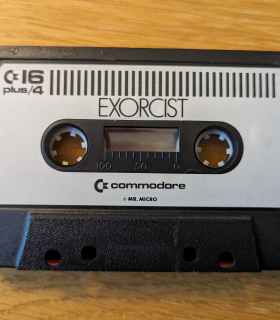 C16
plus/4
EXORCIST
100 50 0
commodore
© MR. MICRO